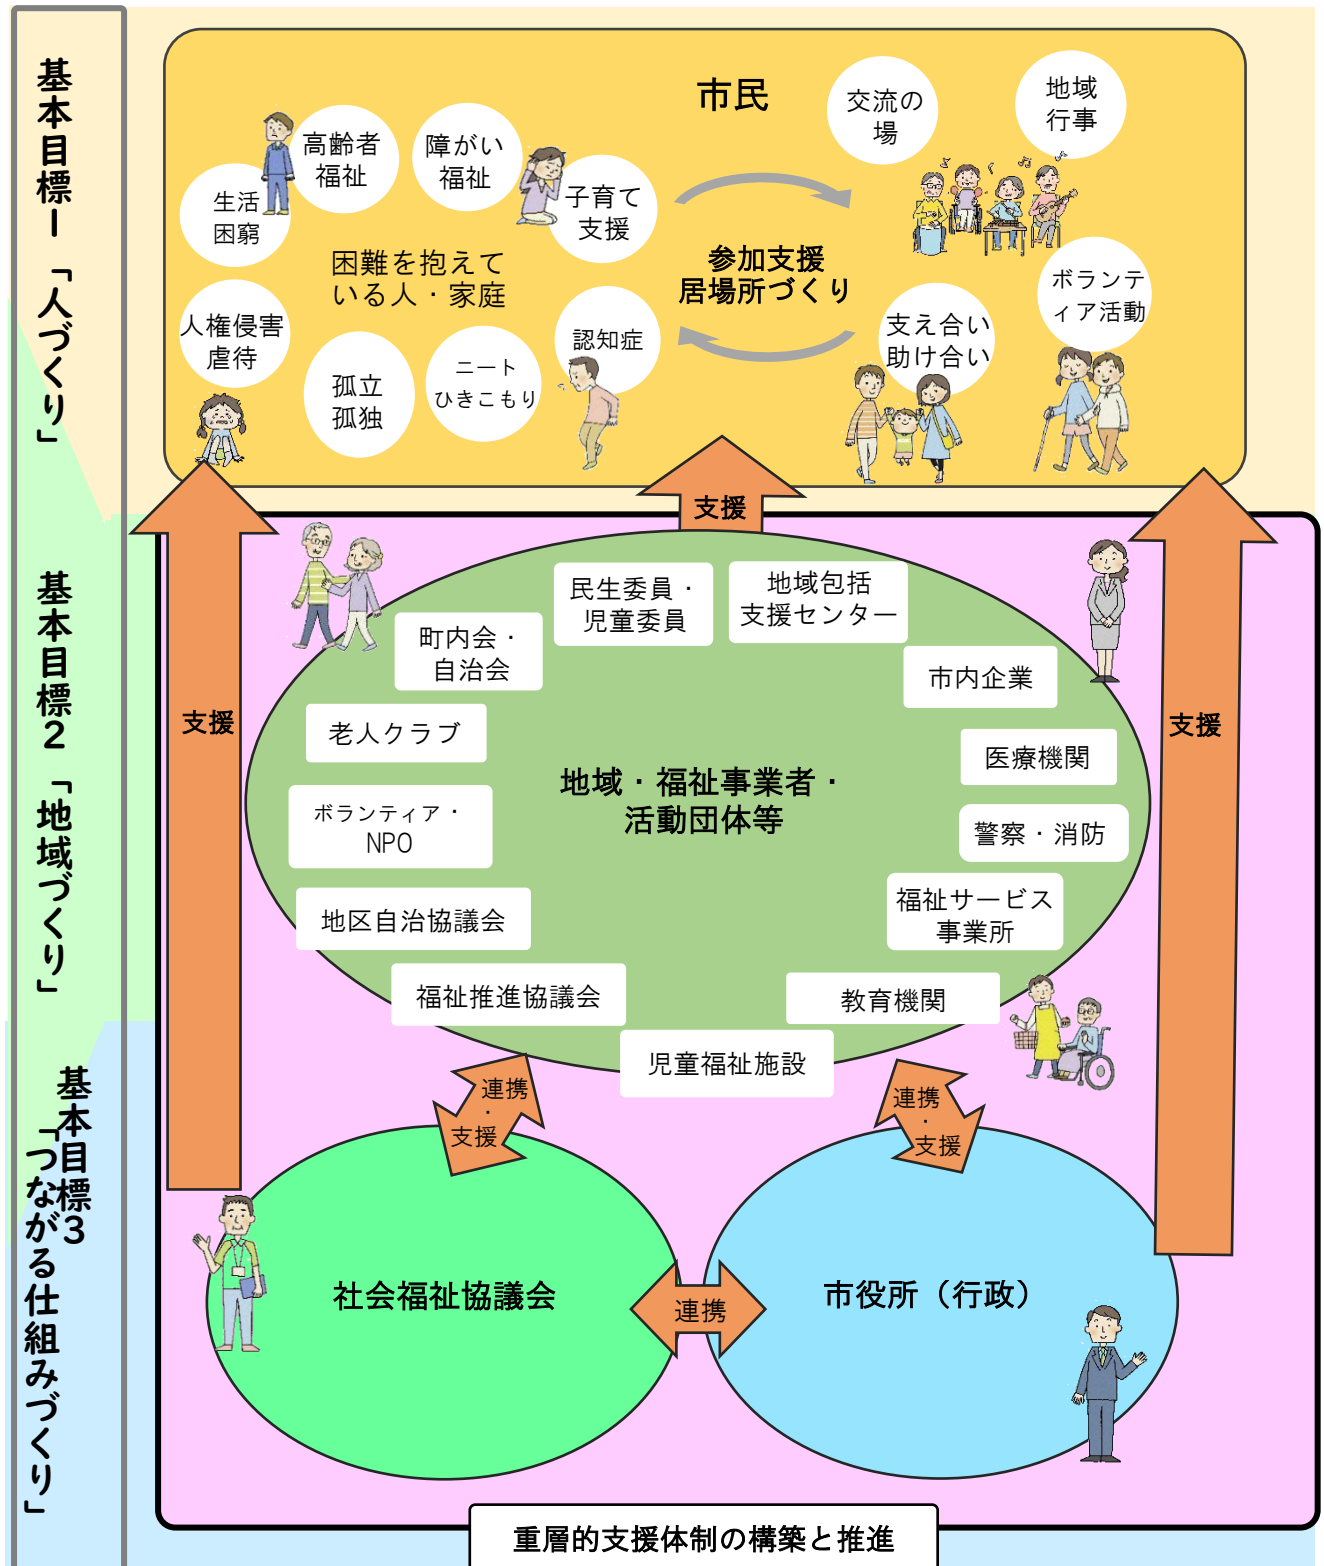 基本目標1「人づくり」
基本目標2「地域づくり」
基本目標3
「つながる仕組みづくり」
市民
交流の
場
地域
行事
高齢者
福祉
障がい
福祉
子育て
支援
生活
困窮
困難を抱えて
いる人・家庭
参加支援
居場所づくり
ボランテ
ィア活動
支え合い
助け合い
人権侵害
虐待
孤立
孤独
ニート
ひきこもり
認知症
支援
支援
支援
民生委員・
児童委員
地域包括
支援センター
町内会・
自治会
市内企業
老人クラブ
医療機関
地域・福祉事業者・
活動団体等
ボランティア・
NPO
警察・消防
地区自治協議会
福祉サービス
事業所
福祉推進協議会
教育機関
児童福祉施設
連携
・
支援
連携
・
支援
社会福祉協議会
連携
市役所（行政）
重層的支援体制の構築と推進